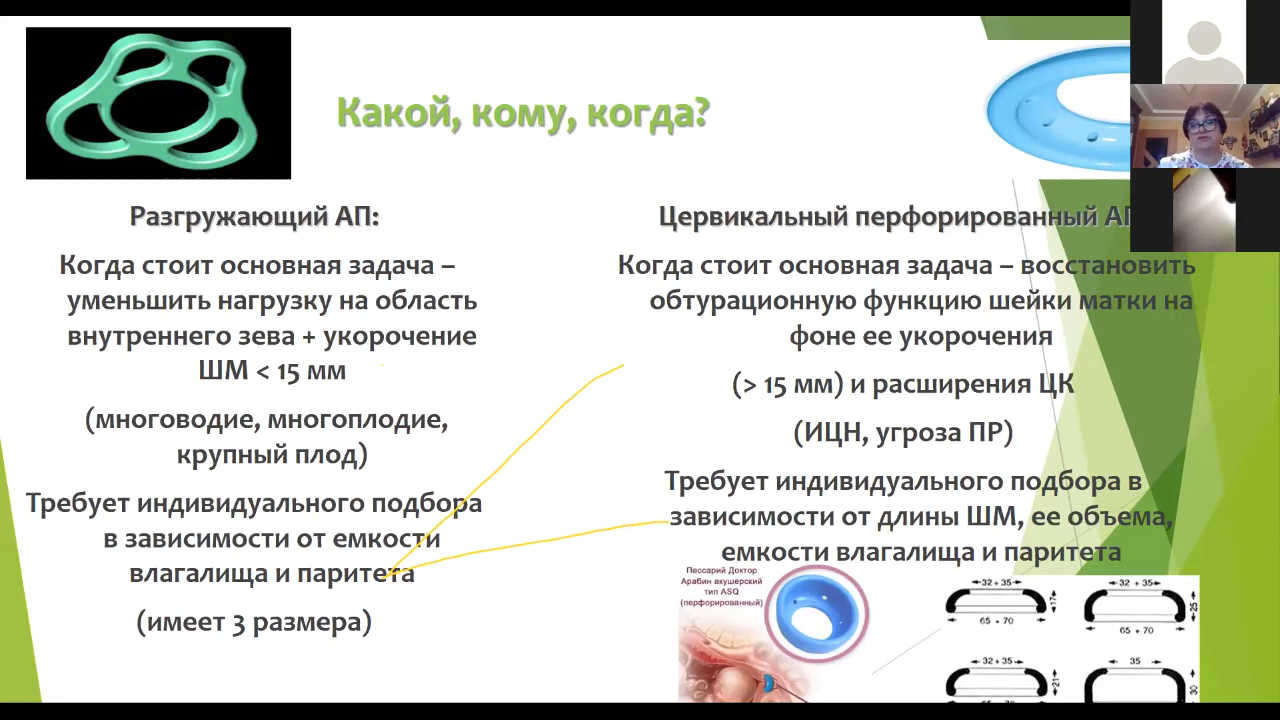 Какой, кому, когда?
Разгружающий АП:
Когда стоит основная задача –
уменьшить нагрузку на область
внутреннего зева + укорочение
ШМ < 15 мм
(многоводие, многоплодие,
крупный плод)
Требует индивидуального подбора
в зависимости от емкости
влагалища и паритета
(имеет 3 размера)
Цервикальный перфорированный
Когда стоит основная задача – восстановить
обтурационную функцию шейки матки на
фоне ее укорочения
(> 15 мм) и расширения ЦК
(ИЦН, угроза ПР)
Требует индивидуального подбора в
зависимости от длины ШМ, ее объема,
емкости влагалища и паритета
Пессарий Доктор
Арабин акушерский
тип ASQ
(перфорированный)
32 + 35
17
65 + 70
32 + 35
25
65 + 70
32 + 35
21
35
30